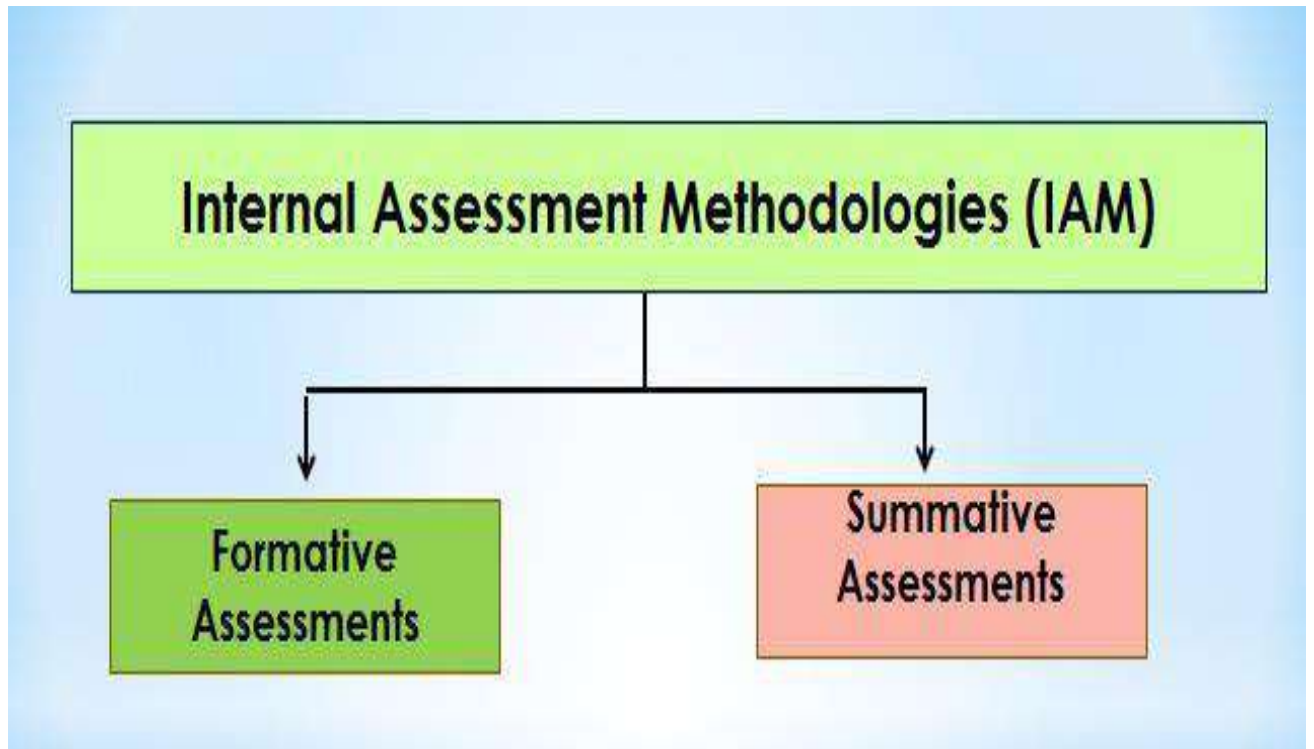 Internal Assessment Methodologies (IAM)
Formative
Assessments
Summative
Assessments